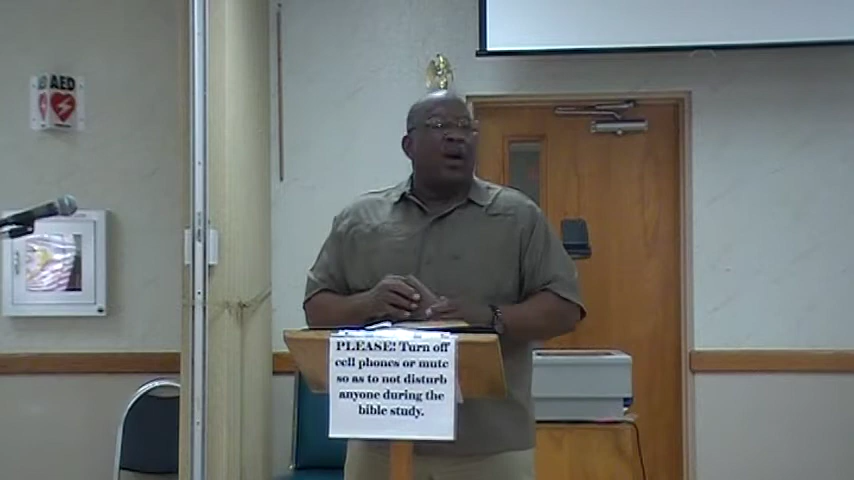 AED
PLEASE! Turn off
cell phones or mute
so as to not disturb
anyone during the
bible study.